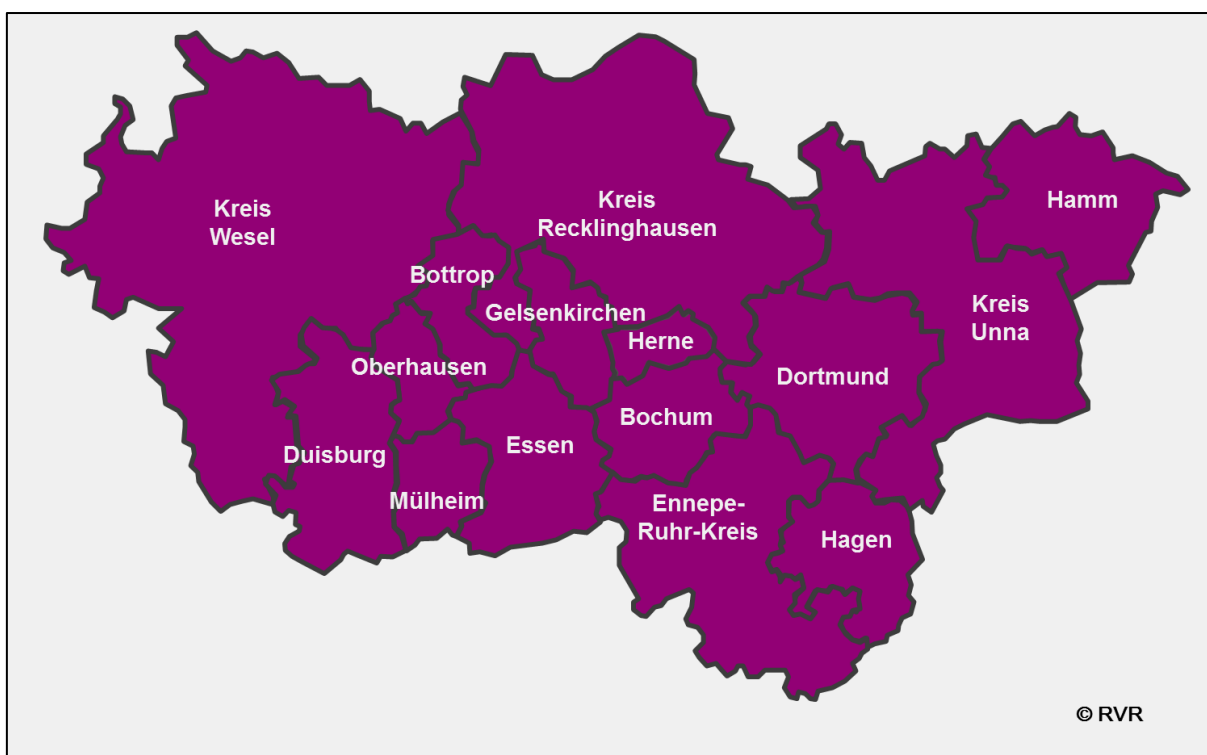 Kreis
Wesel
Kreis
Recklinghausen
Hamm
Bottrop
Gelsenkirchen
Kreis
Unna
Herne
Oberhausen
Dortmund
Bochum
Duisburg
Essen
Mülheim
Ennepe-
Ruhr-Kreis
Hagen
© RVR